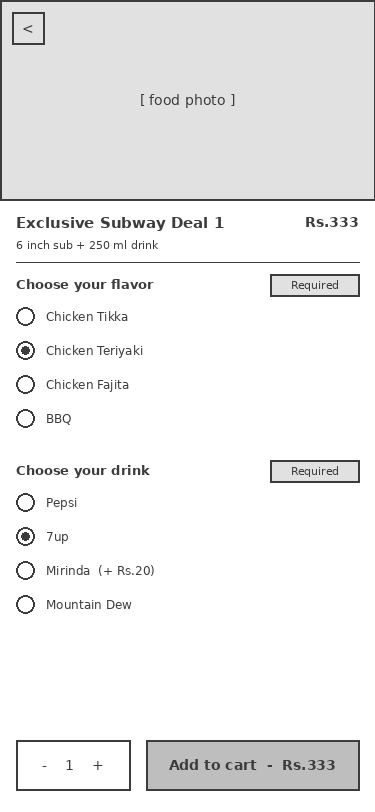 <
[ food photo ]
Exclusive Subway Deal 1 Rs.333
6 inch sub + 250 ml drink
Choose your flavor Required
Chicken Tikka
Chicken Teriyaki
Chicken Fajita
BBQ
Choose your drink Required
Pepsi
7up
Mirinda (+ Rs.20)
Mountain Dew
- 1 + Add to cart - Rs.333